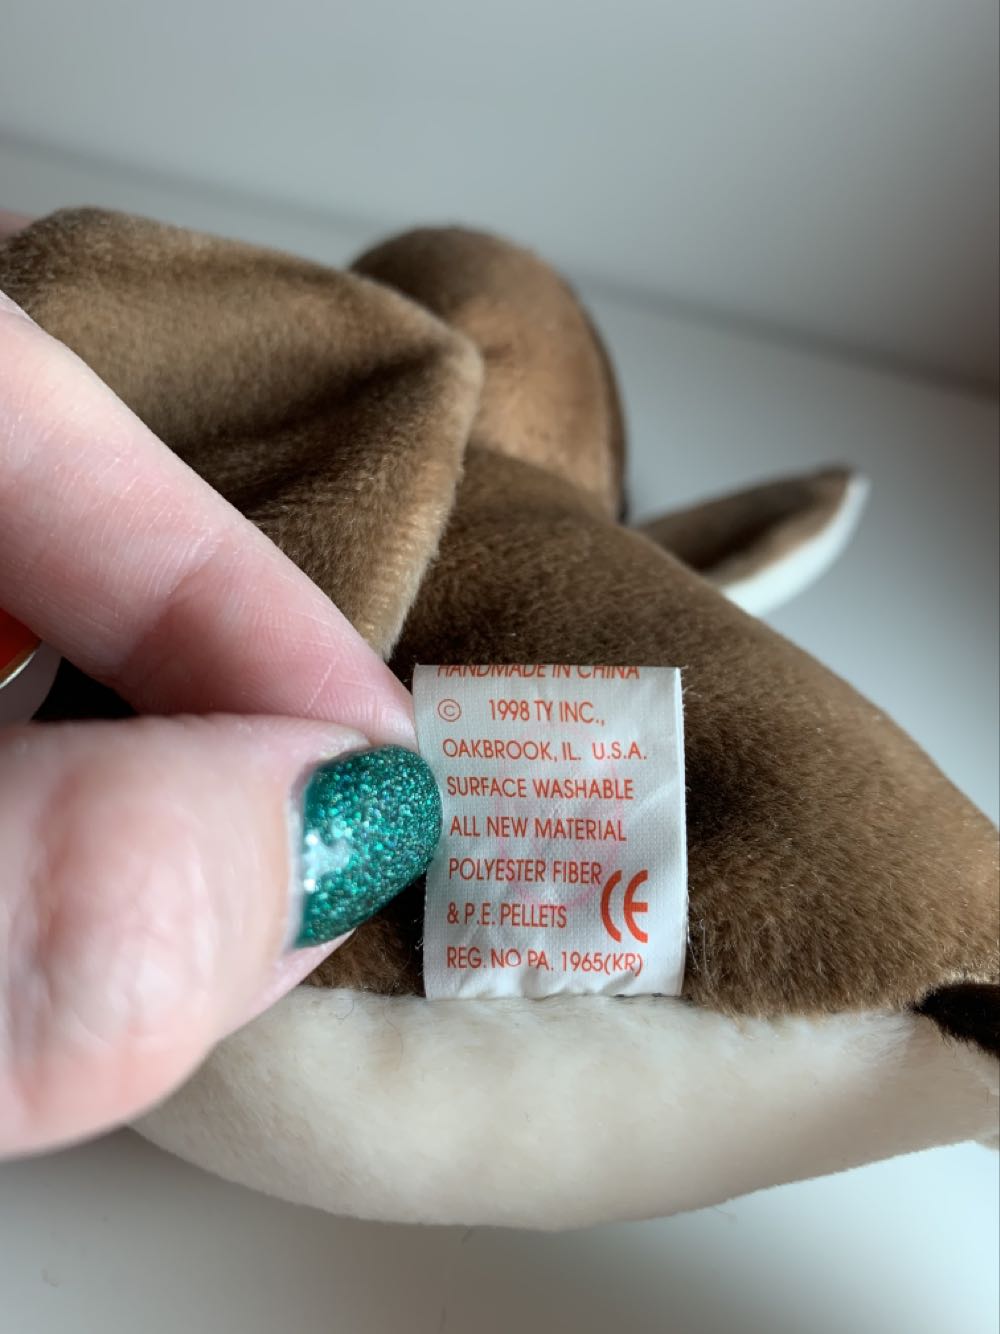 HANDMADE IN CHINA
© 1998 TY INC.,
OAKBROOK, IL. U.S.A.
SURFACE WASHABLE
ALL NEW MATERIAL
POLYESTER FIBER
& P.E. PELLETS CE
REG. NO PA. 1965(KR)